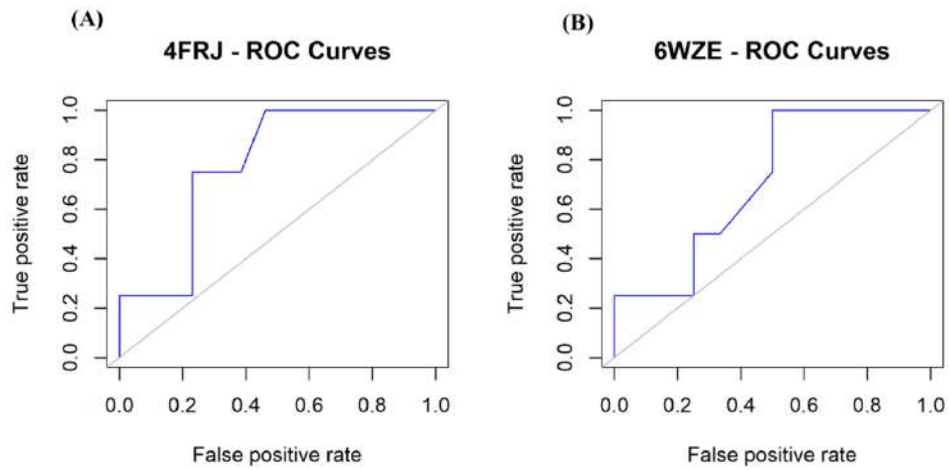 (A)
4FRJ - ROC Curves
True positive rate
1.0
0.8
0.6
0.4
0.2
0.0
0.0 0.2 0.4 0.6 0.8 1.0
False positive rate
(B)
6WZE - ROC Curves
True positive rate
1.0
0.8
0.6
0.4
0.2
0.0
0.0 0.2 0.4 0.6 0.8 1.0
False positive rate